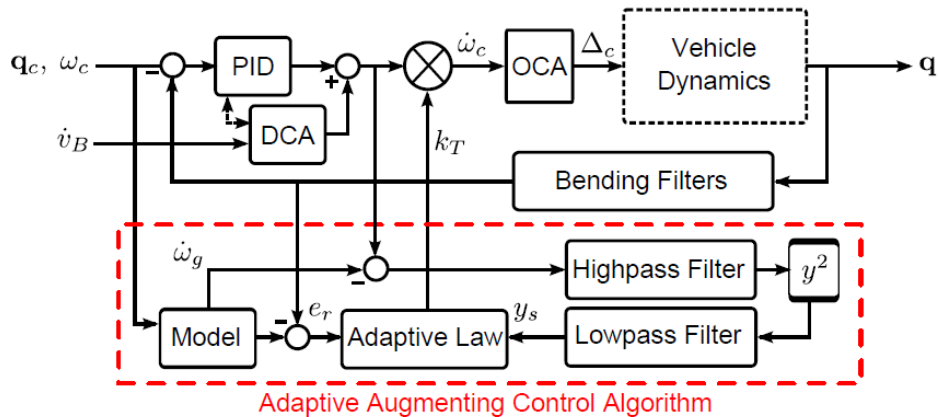 q_c, ω_c
-
PID
+
ω̇_c
OCA
Δ_c
Vehicle
Dynamics
q
v̇_B
DCA
k_T
Bending Filters
ω̇_g
-
Highpass Filter
y²
Model
-
e_r
Adaptive Law
y_s
Lowpass Filter
Adaptive Augmenting Control Algorithm